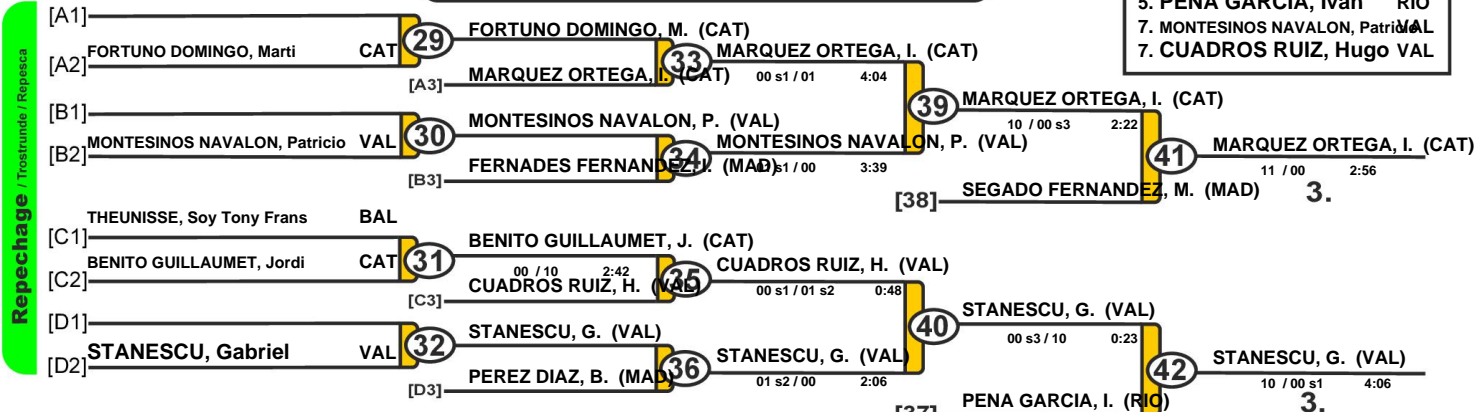 5. PENA GARCIA, Ivan RIO
7. MONTESINOS NAVALON, Patricio VAL
7. CUADROS RUIZ, Hugo VAL
Repechage / Trostrunde / Repesca
[A1]
[A2] FORTUNO DOMINGO, Marti CAT
29
FORTUNO DOMINGO, M. (CAT)
[A3] MARQUEZ ORTEGA, I. (CAT)
33
MARQUEZ ORTEGA, I. (CAT)
00 s1 / 01 4:04
[B1]
[B2] MONTESINOS NAVALON, Patricio VAL
30
MONTESINOS NAVALON, P. (VAL)
[B3] FERNADES FERNANDEZ, I. (MAD)
34
MONTESINOS NAVALON, P. (VAL)
01 s1 / 00 3:39
39
MARQUEZ ORTEGA, I. (CAT)
10 / 00 s3 2:22
[38] SEGADO FERNANDEZ, M. (MAD)
41
MARQUEZ ORTEGA, I. (CAT)
11 / 00 2:56
3.
[C1] THEUNISSE, Soy Tony Frans BAL
[C2] BENITO GUILLAUMET, Jordi CAT
31
BENITO GUILLAUMET, J. (CAT)
00 / 10 2:42
[C3] CUADROS RUIZ, H. (VAL)
35
CUADROS RUIZ, H. (VAL)
00 s1 / 01 s2 0:48
[D1]
[D2] STANESCU, Gabriel VAL
32
STANESCU, G. (VAL)
[D3] PEREZ DIAZ, B. (MAD)
36
STANESCU, G. (VAL)
01 s2 / 00 2:06
40
STANESCU, G. (VAL)
00 s3 / 10 0:23
[37] PENA GARCIA, I. (RIO)
42
STANESCU, G. (VAL)
10 / 00 s1 4:06
3.